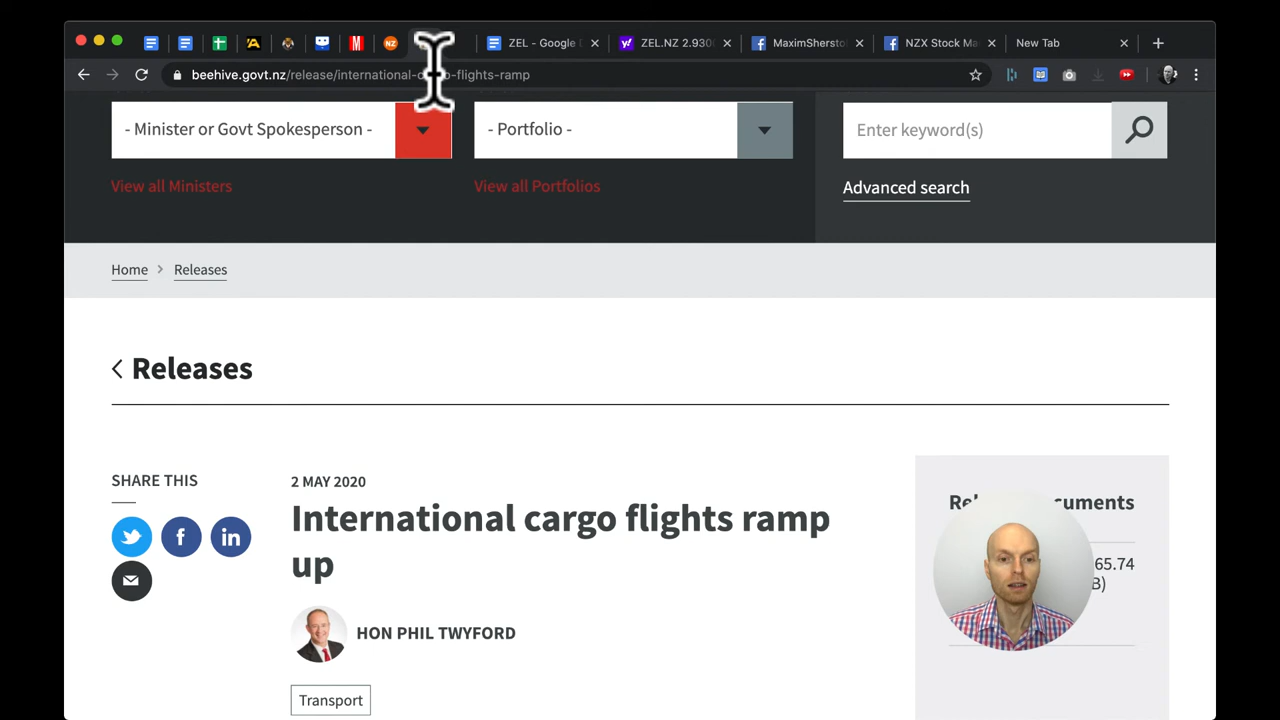 ZEL - Google
ZEL.NZ 2.930
MaximSherst
NZX Stock Ma
New Tab
beehive.govt.nz/release/international-c o-flights-ramp
- Minister or Govt Spokesperson -
- Portfolio -
Enter keyword(s)
View all Ministers
View all Portfolios
Advanced search
Home
Releases
Releases
SHARE THIS
2 MAY 2020
International cargo flights ramp
up
HON PHIL TWYFORD
Transport
65.74
B)